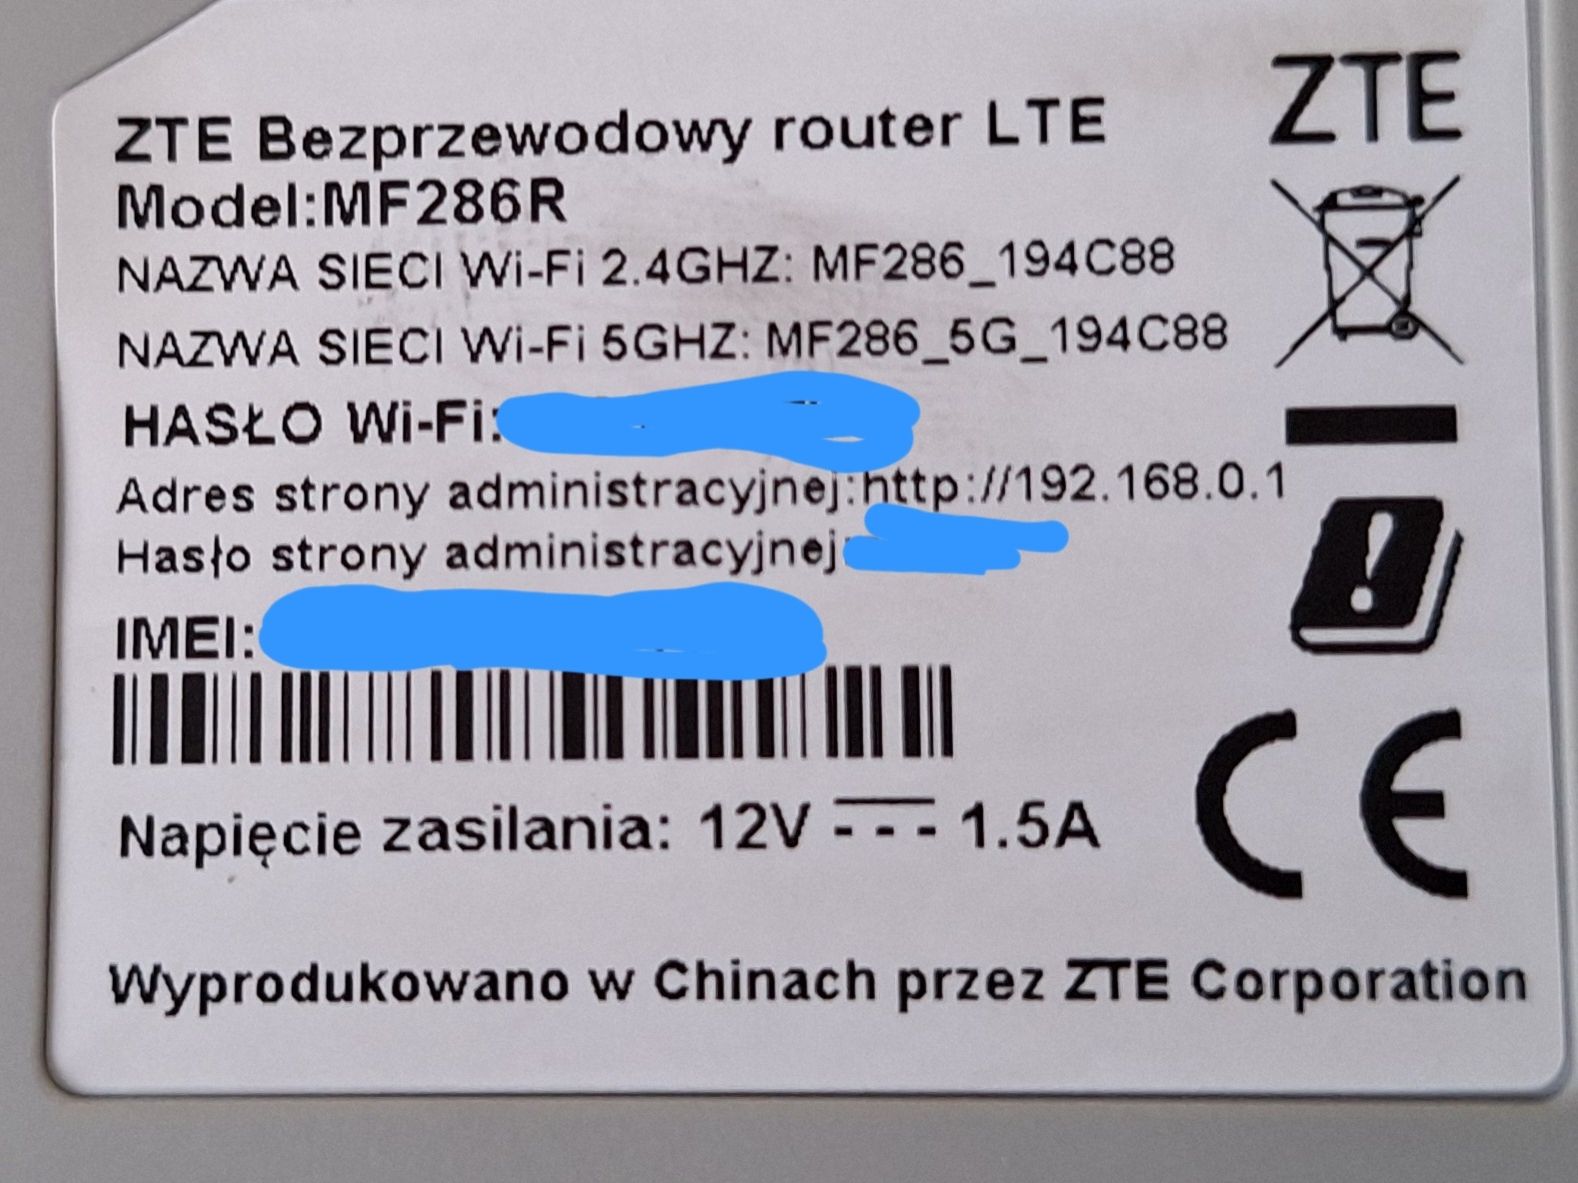 ZTE
ZTE Bezprzewodowy router LTE
Model:MF286R
NAZWA SIECI Wi-Fi 2.4GHZ: MF286_194C88
NAZWA SIECI Wi-Fi 5GHZ: MF286_5G_194C88
HASŁO Wi-Fi:
Adres strony administracyjnej:http://192.168.0.1
Hasło strony administracyjnej
IMEI:
Napięcie zasilania: 12V 1.5A
CE
Wyprodukowano w Chinach przez ZTE Corporation